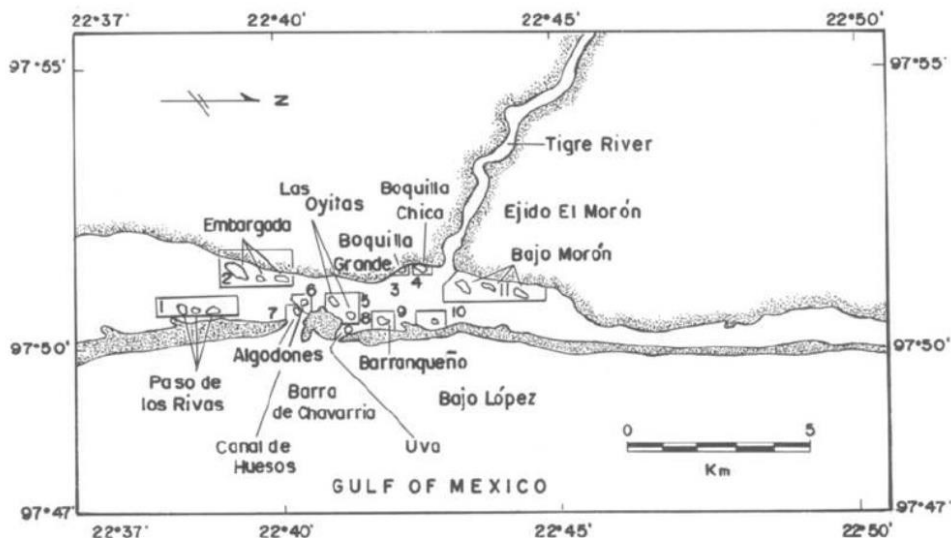 22°37'
22°40'
22°45'
22°50'
97°55'
97°55'
N
Tigre River
Las
Oyitas
Boquilla
Chica
Embargada
Ejido El Morón
Boquilla
Grande
Bajo Morón
2
4
3
11
6
5
1
7
8
9
10
97°50'
97°50'
Algodones
Barranqueño
Paso de
los Rivas
Barra
de Chavarria
Bajo López
Canal de
Huesos
Uva
0
5
Km
GULF OF MEXICO
97°47'
97°47'
22°37'
22°40'
22°45'
22°50'